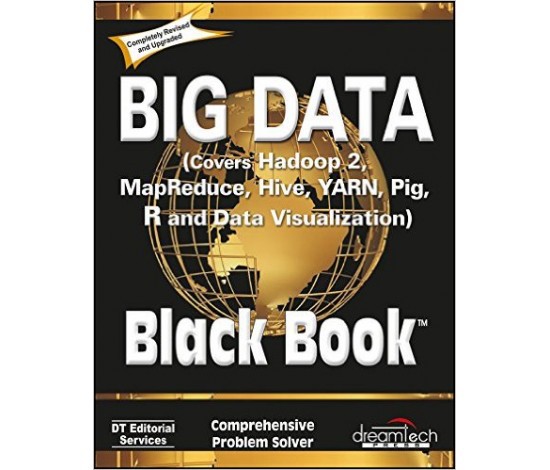 Completely Revised
and Upgraded
BIG DATA
(Covers Hadoop 2,
MapReduce, Hive, YARN, Pig,
R and Data Visualization)
Black Book™
DT Editorial
Services
Comprehensive
Problem Solver
dreamtech
PRESS